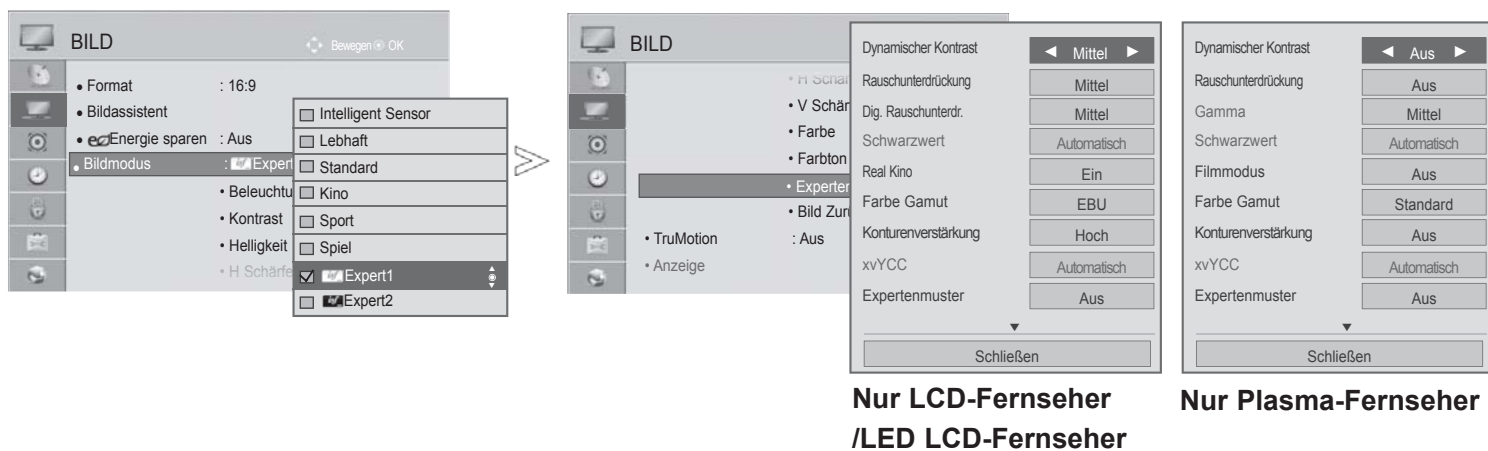 BILD
Bewegen OK
• Format : 16:9
• Bildassistent
• Energie sparen : Aus
• Bildmodus : Expert
• Beleuchtu
• Kontrast
• Helligkeit
• H Schärfe
Intelligent Sensor
Lebhaft
Standard
Kino
Sport
Spiel
Expert1
Expert2
BILD
• H Schär
• V Schär
• Farbe
• Farbton
• Experten
• Bild Zur
• TruMotion : Aus
• Anzeige
Dynamischer Kontrast ◄ Mittel ►
Rauschunterdrückung Mittel
Dig. Rauschunterdr. Mittel
Schwarzwert Automatisch
Real Kino Ein
Farbe Gamut EBU
Konturenverstärkung Hoch
xvYCC Automatisch
Expertenmuster Aus
▼
Schließen
Nur LCD-Fernseher
/LED LCD-Fernseher
Dynamischer Kontrast ◄ Aus ►
Rauschunterdrückung Aus
Gamma Mittel
Schwarzwert Automatisch
Filmmodus Aus
Farbe Gamut Standard
Konturenverstärkung Aus
xvYCC Automatisch
Expertenmuster Aus
▼
Schließen
Nur Plasma-Fernseher